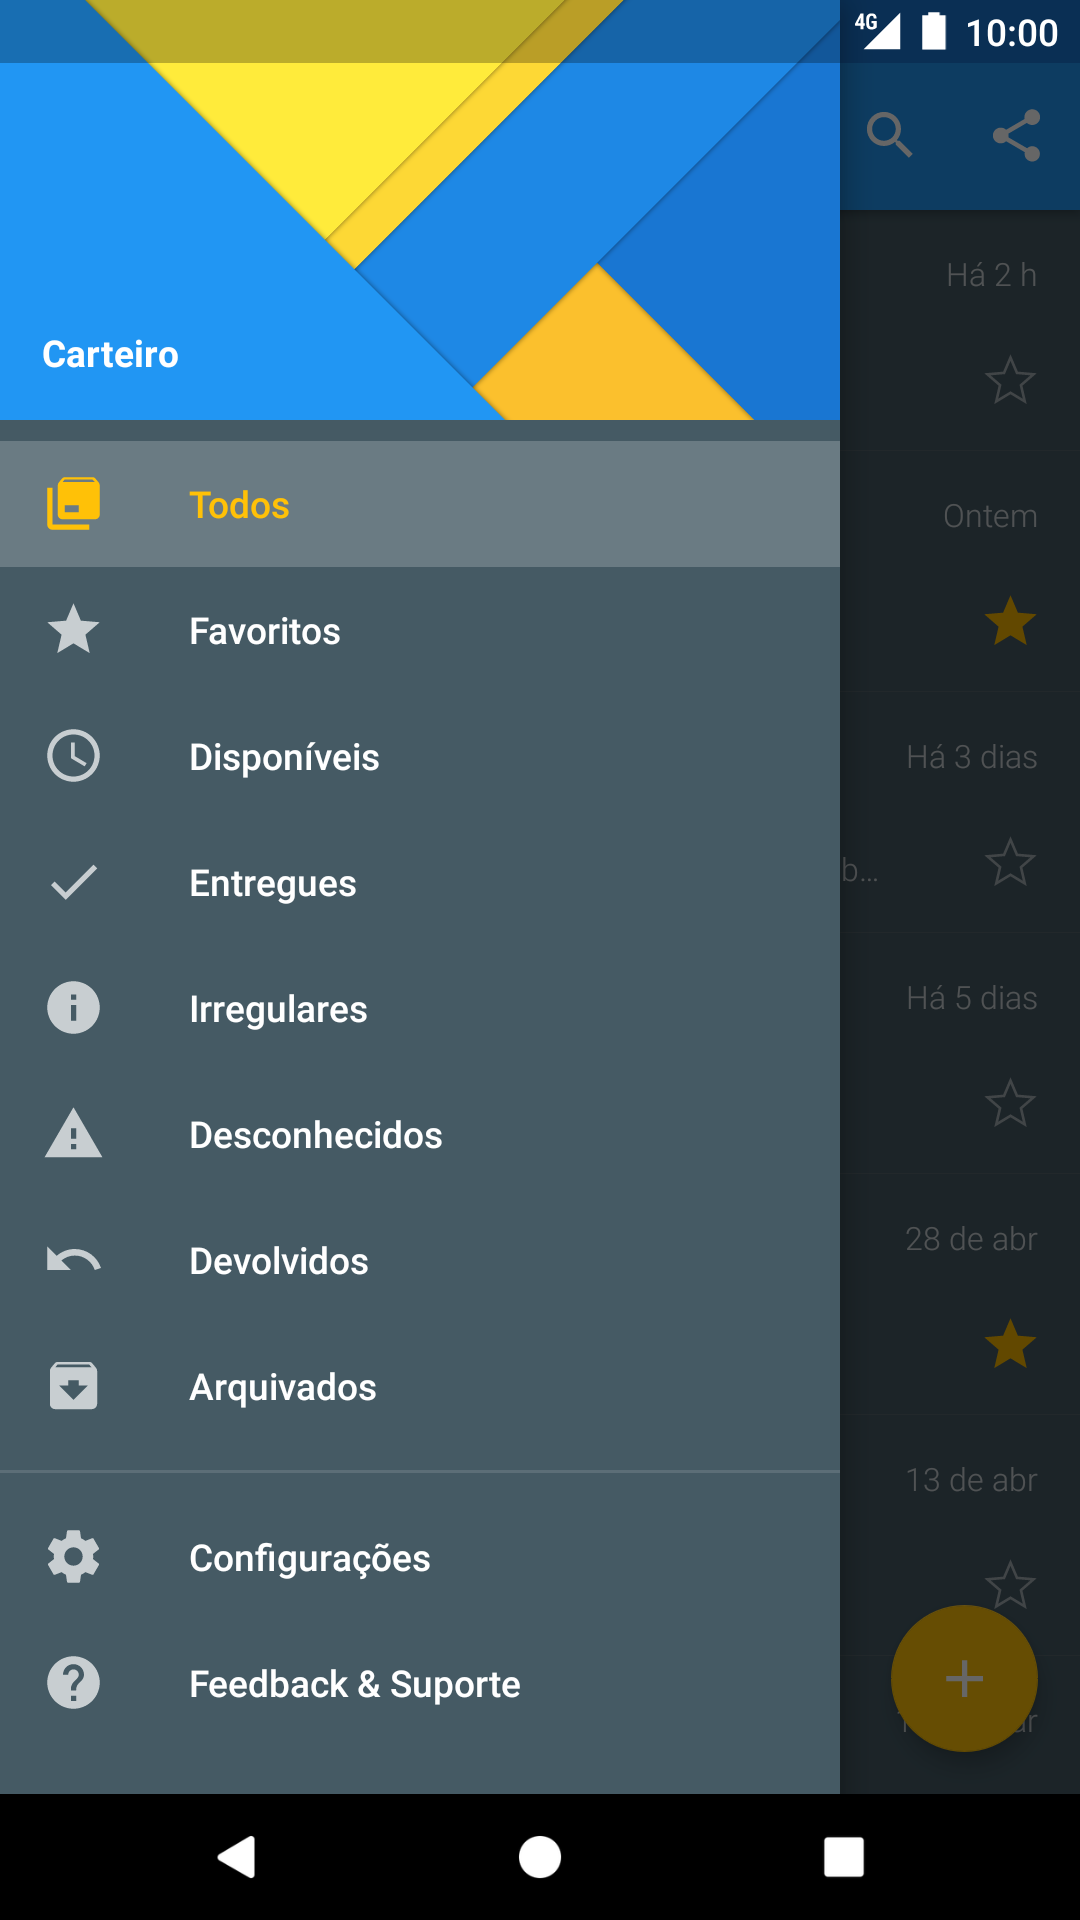 4G 10:00
Carteiro
Há 2 h
Todos
Ontem
Favoritos
Disponíveis
Há 3 dias
Entregues
b...
Irregulares
Há 5 dias
Desconhecidos
Devolvidos
28 de abr
Arquivados
13 de abr
Configurações
Feedback & Suporte